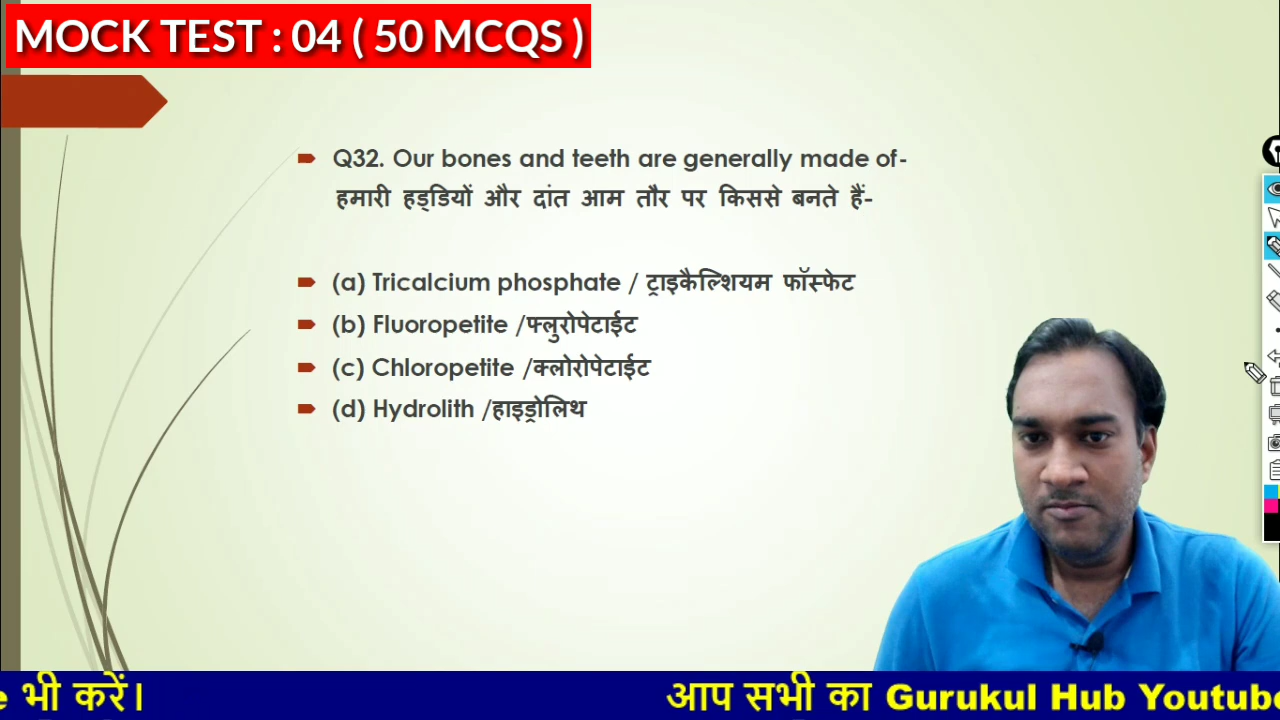 MOCK TEST : 04 ( 50 MCQS )
Q32. Our bones and teeth are generally made of-
हमारी हड्डियों और दांत आम तौर पर किससे बनते हैं-
(a) Tricalcium phosphate / ट्राइकैल्शियम फॉस्फेट
(b) Fluoropetite /फ्लुरोपेटाईट
(c) Chloropetite /क्लोरोपेटाईट
(d) Hydrolith /हाइड्रोलिथ
e भी करें। आप सभी का Gurukul Hub Youtube